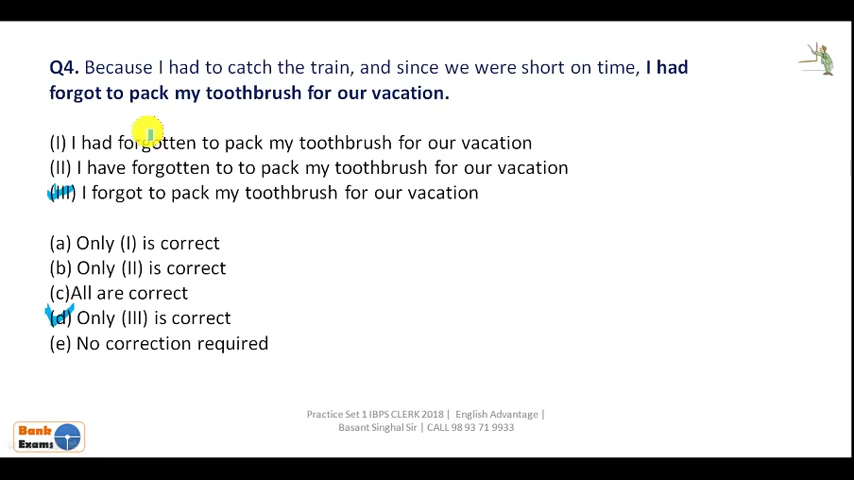 Q4. Because I had to catch the train, and since we were short on time, I had
forgot to pack my toothbrush for our vacation.
(I) I had forgotten to pack my toothbrush for our vacation
(II) I have forgotten to to pack my toothbrush for our vacation
(III) I forgot to pack my toothbrush for our vacation
(a) Only (I) is correct
(b) Only (II) is correct
(c)All are correct
(d) Only (III) is correct
(e) No correction required
Practice Set 1 IBPS CLERK 2018 | English Advantage |
Basant Singhal Sir | CALL 98 93 71 9933
Bank
Exams